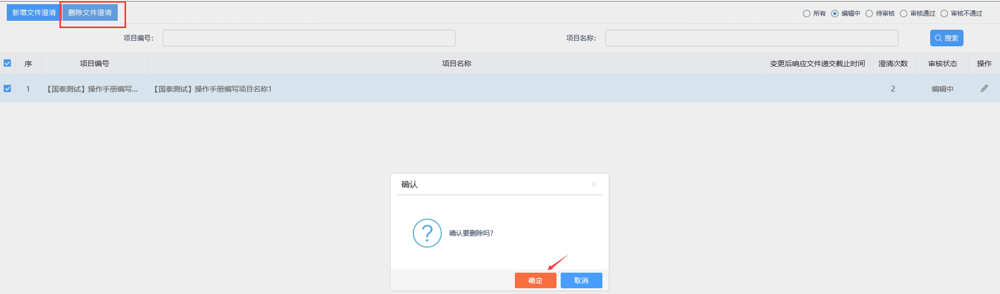 新增文件澄清 删除文件澄清 所有 编辑中 待审核 审核通过 审核不通过
项目编号： 项目名称： 搜索
序 项目编号 项目名称 变更后响应文件递交截止时间 澄清次数 审核状态 操作
1 【国泰测试】操作手册编写... 【国泰测试】操作手册编写项目名称1 2 编辑中
确认
确认要删除吗?
确定 取消